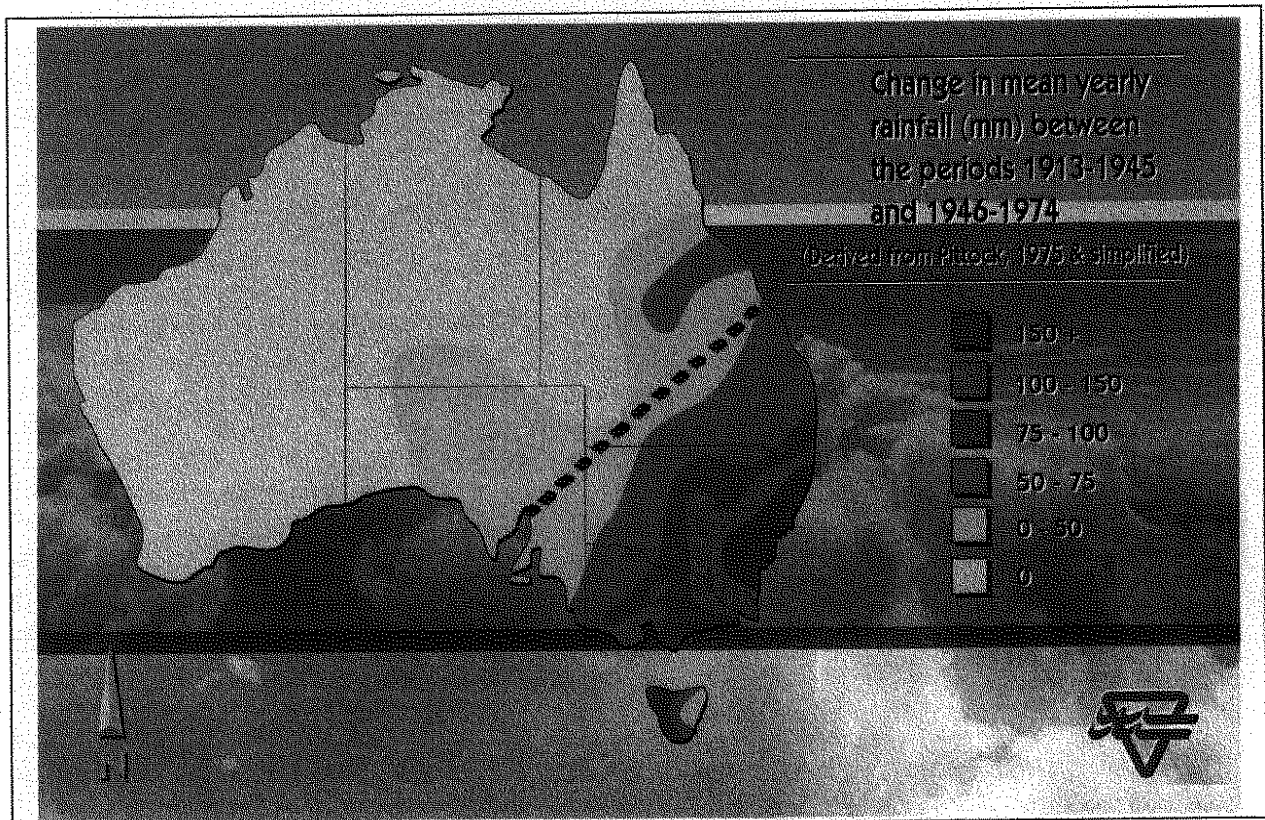 Change in mean yearly
rainfall (mm) between
the periods 1913-1945
and 1946-1974
(Derived from Pittock, 1975 & simplified)
150 +
100 - 150
75 - 100
50 - 75
0 - 50
0